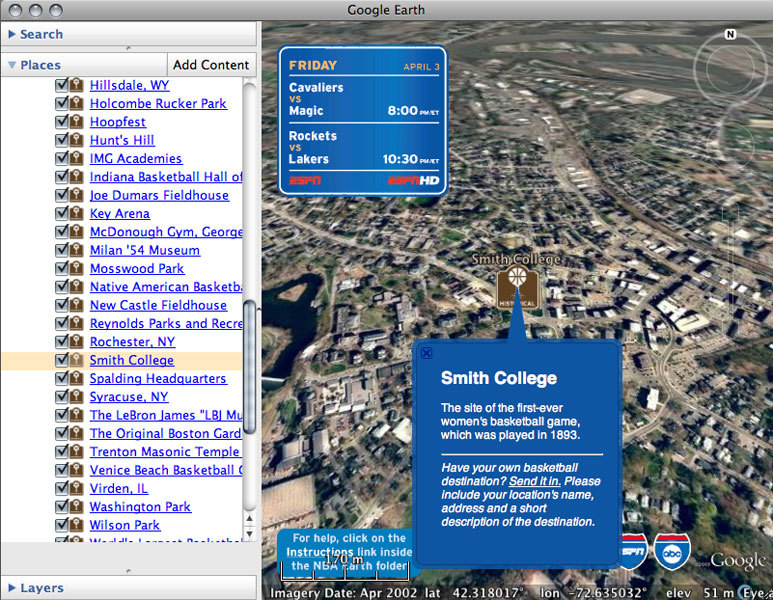 Google Earth
Search
Places
Add Content
Hillsdale, WY
Holcombe Rucker Park
Hoopfest
Hunt's Hill
IMG Academies
Indiana Basketball Hall of
Joe Dumars Fieldhouse
Key Arena
McDonough Gym, George
Milan '54 Museum
Mosswood Park
Native American Basketba
New Castle Fieldhouse
Reynolds Parks and Recre
Rochester, NY
Smith College
Spalding Headquarters
Syracuse, NY
The LeBron James "LBJ Mu
The Original Boston Gard
Trenton Masonic Temple
Venice Beach Basketball C
Virden, IL
Washington Park
Wilson Park
World's Largest Basketbal
Layers
FRIDAY APRIL 3
Cavaliers
VS
Magic 8:00 PM/ET
Rockets
VS
Lakers 10:30 PM/ET
ESPN ESPN HD
N
Smith College
HISTORICAL
Smith College
The site of the first-ever
women's basketball game,
which was played in 1893.
Have your own basketball
destination? Send it in. Please
include your location's name,
address and a short
description of the destination.
For help, click on the
Instructions link inside
the NBA Earth folder
170 m
ESPN
abc
Google
Imagery Date: Apr 2002 lat 42.318017° lon -72.635032° elev 51 m Eye